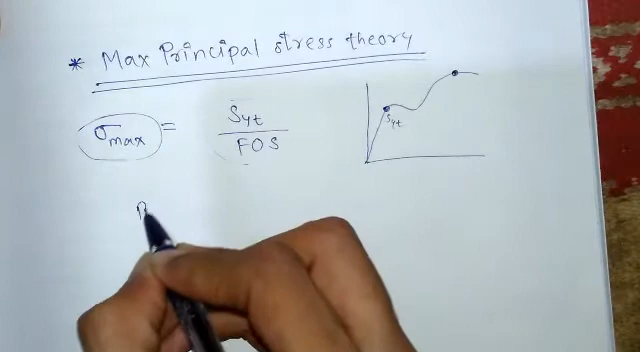 * Max Principal stress theory
σmax = Syt / FOS
Syt